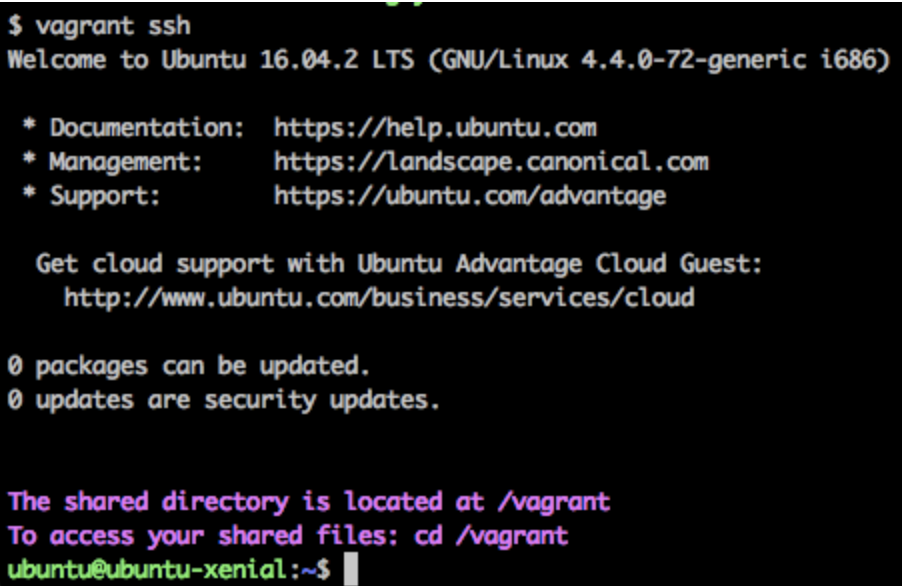 $ vagrant ssh
Welcome to Ubuntu 16.04.2 LTS (GNU/Linux 4.4.0-72-generic i686)
* Documentation:  https://help.ubuntu.com
* Management:     https://landscape.canonical.com
* Support:        https://ubuntu.com/advantage
Get cloud support with Ubuntu Advantage Cloud Guest:
http://www.ubuntu.com/business/services/cloud
0 packages can be updated.
0 updates are security updates.
The shared directory is located at /vagrant
To access your shared files: cd /vagrant
ubuntu@ubuntu-xenial:~$